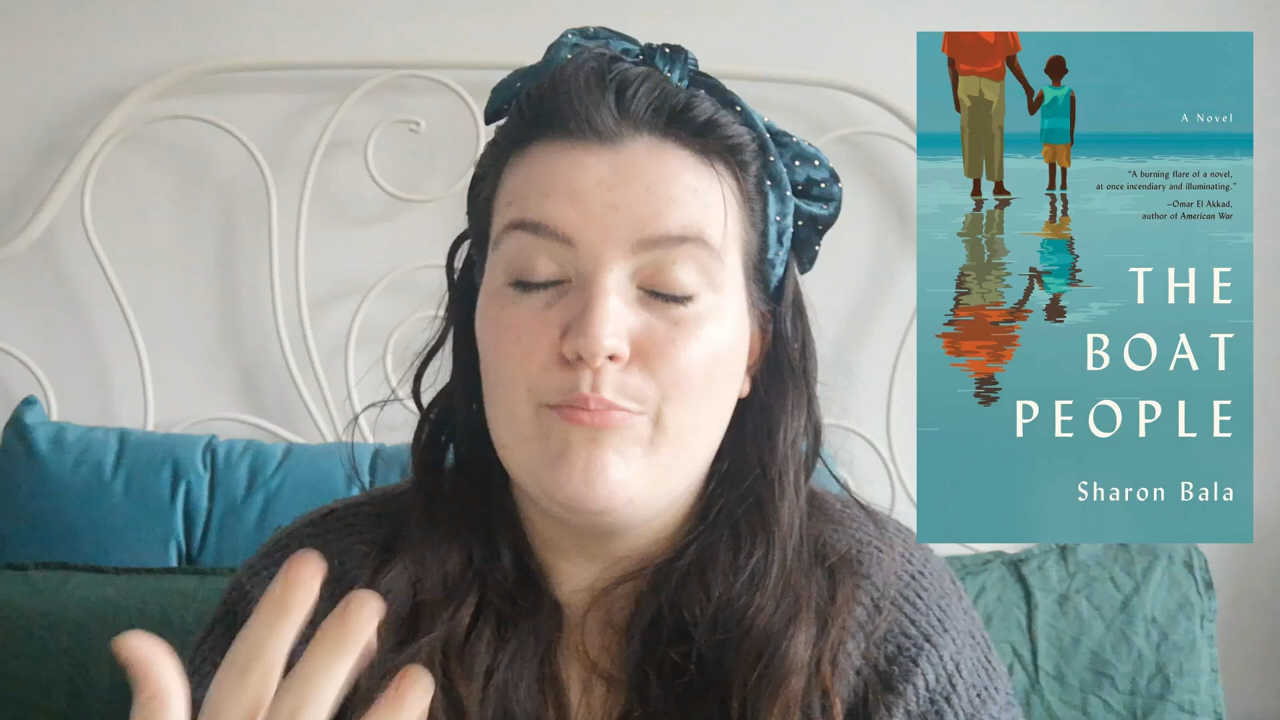 A Novel
“A burning flare of a novel,
at once incendiary and illuminating.”
–Omar El Akkad,
author of American War
THE
BOAT
PEOPLE
Sharon Bala